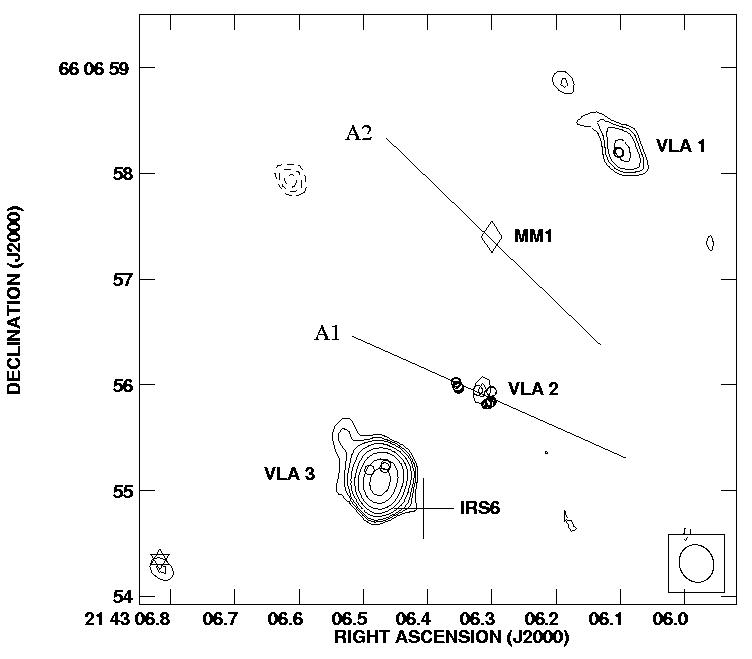 66 06 59
A2
VLA 1
58
MM1
DECLINATION (J2000)
57
A1
56
VLA 2
VLA 3
55
IRS6
54
21 43 06.8 06.7 06.6 06.5 06.4 06.3 06.2 06.1 06.0
RIGHT ASCENSION (J2000)